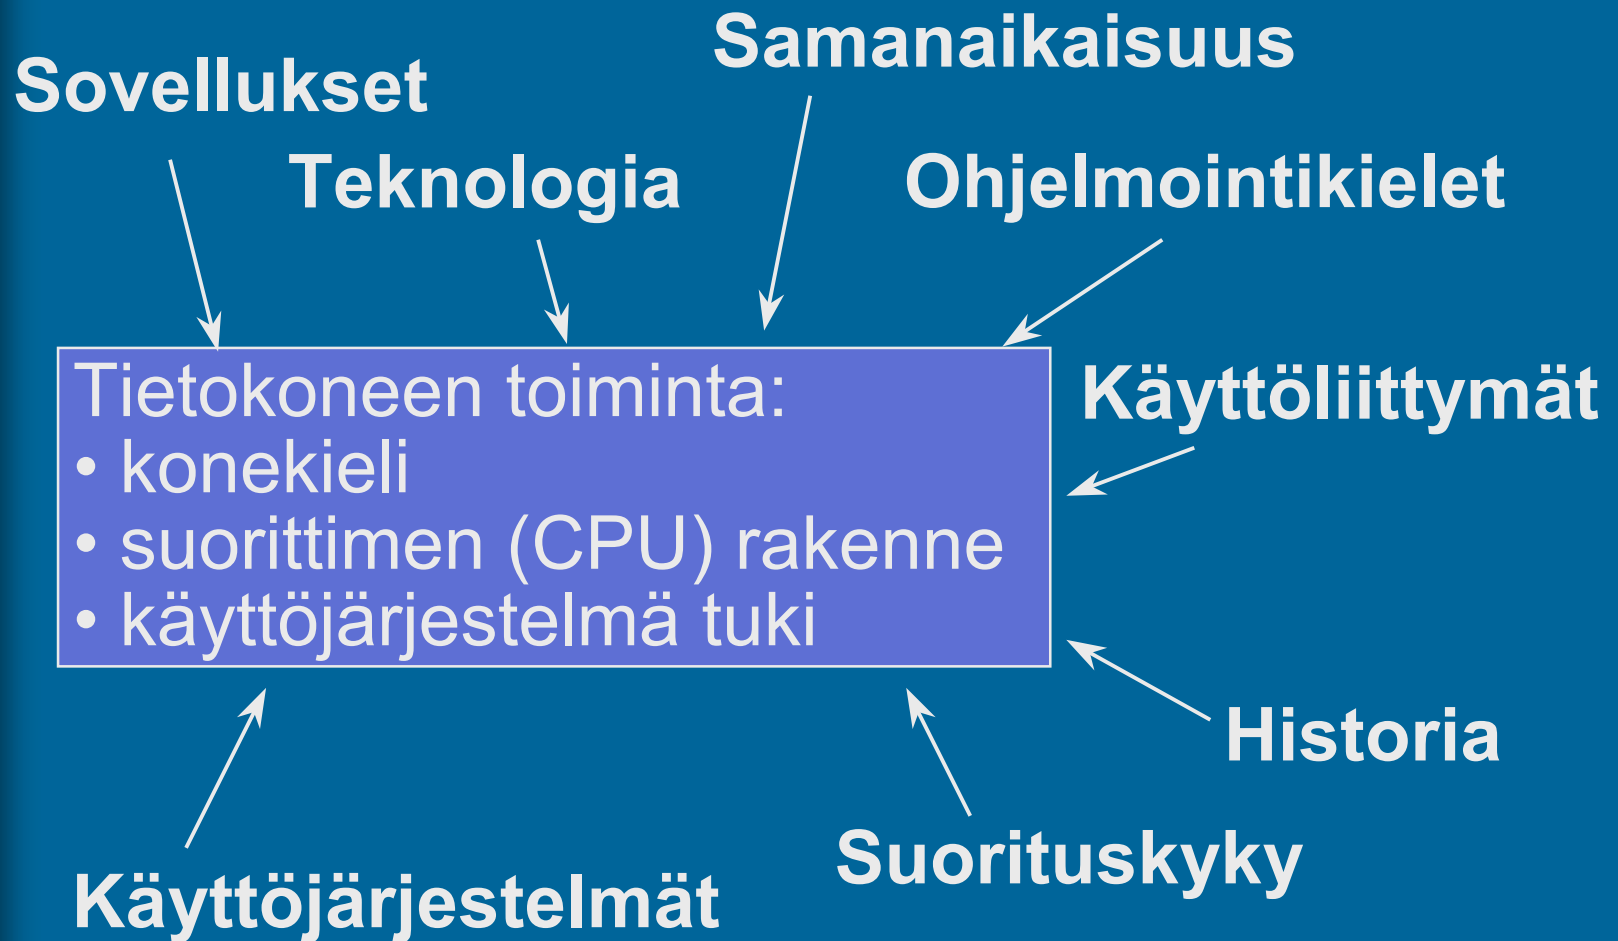 Samanaikaisuus
Sovellukset
Teknologia
Ohjelmointikielet
Tietokoneen toiminta:
• konekieli
• suorittimen (CPU) rakenne
• käyttöjärjestelmä tuki
Käyttöliittymät
Historia
Suorituskyky
Käyttöjärjestelmät